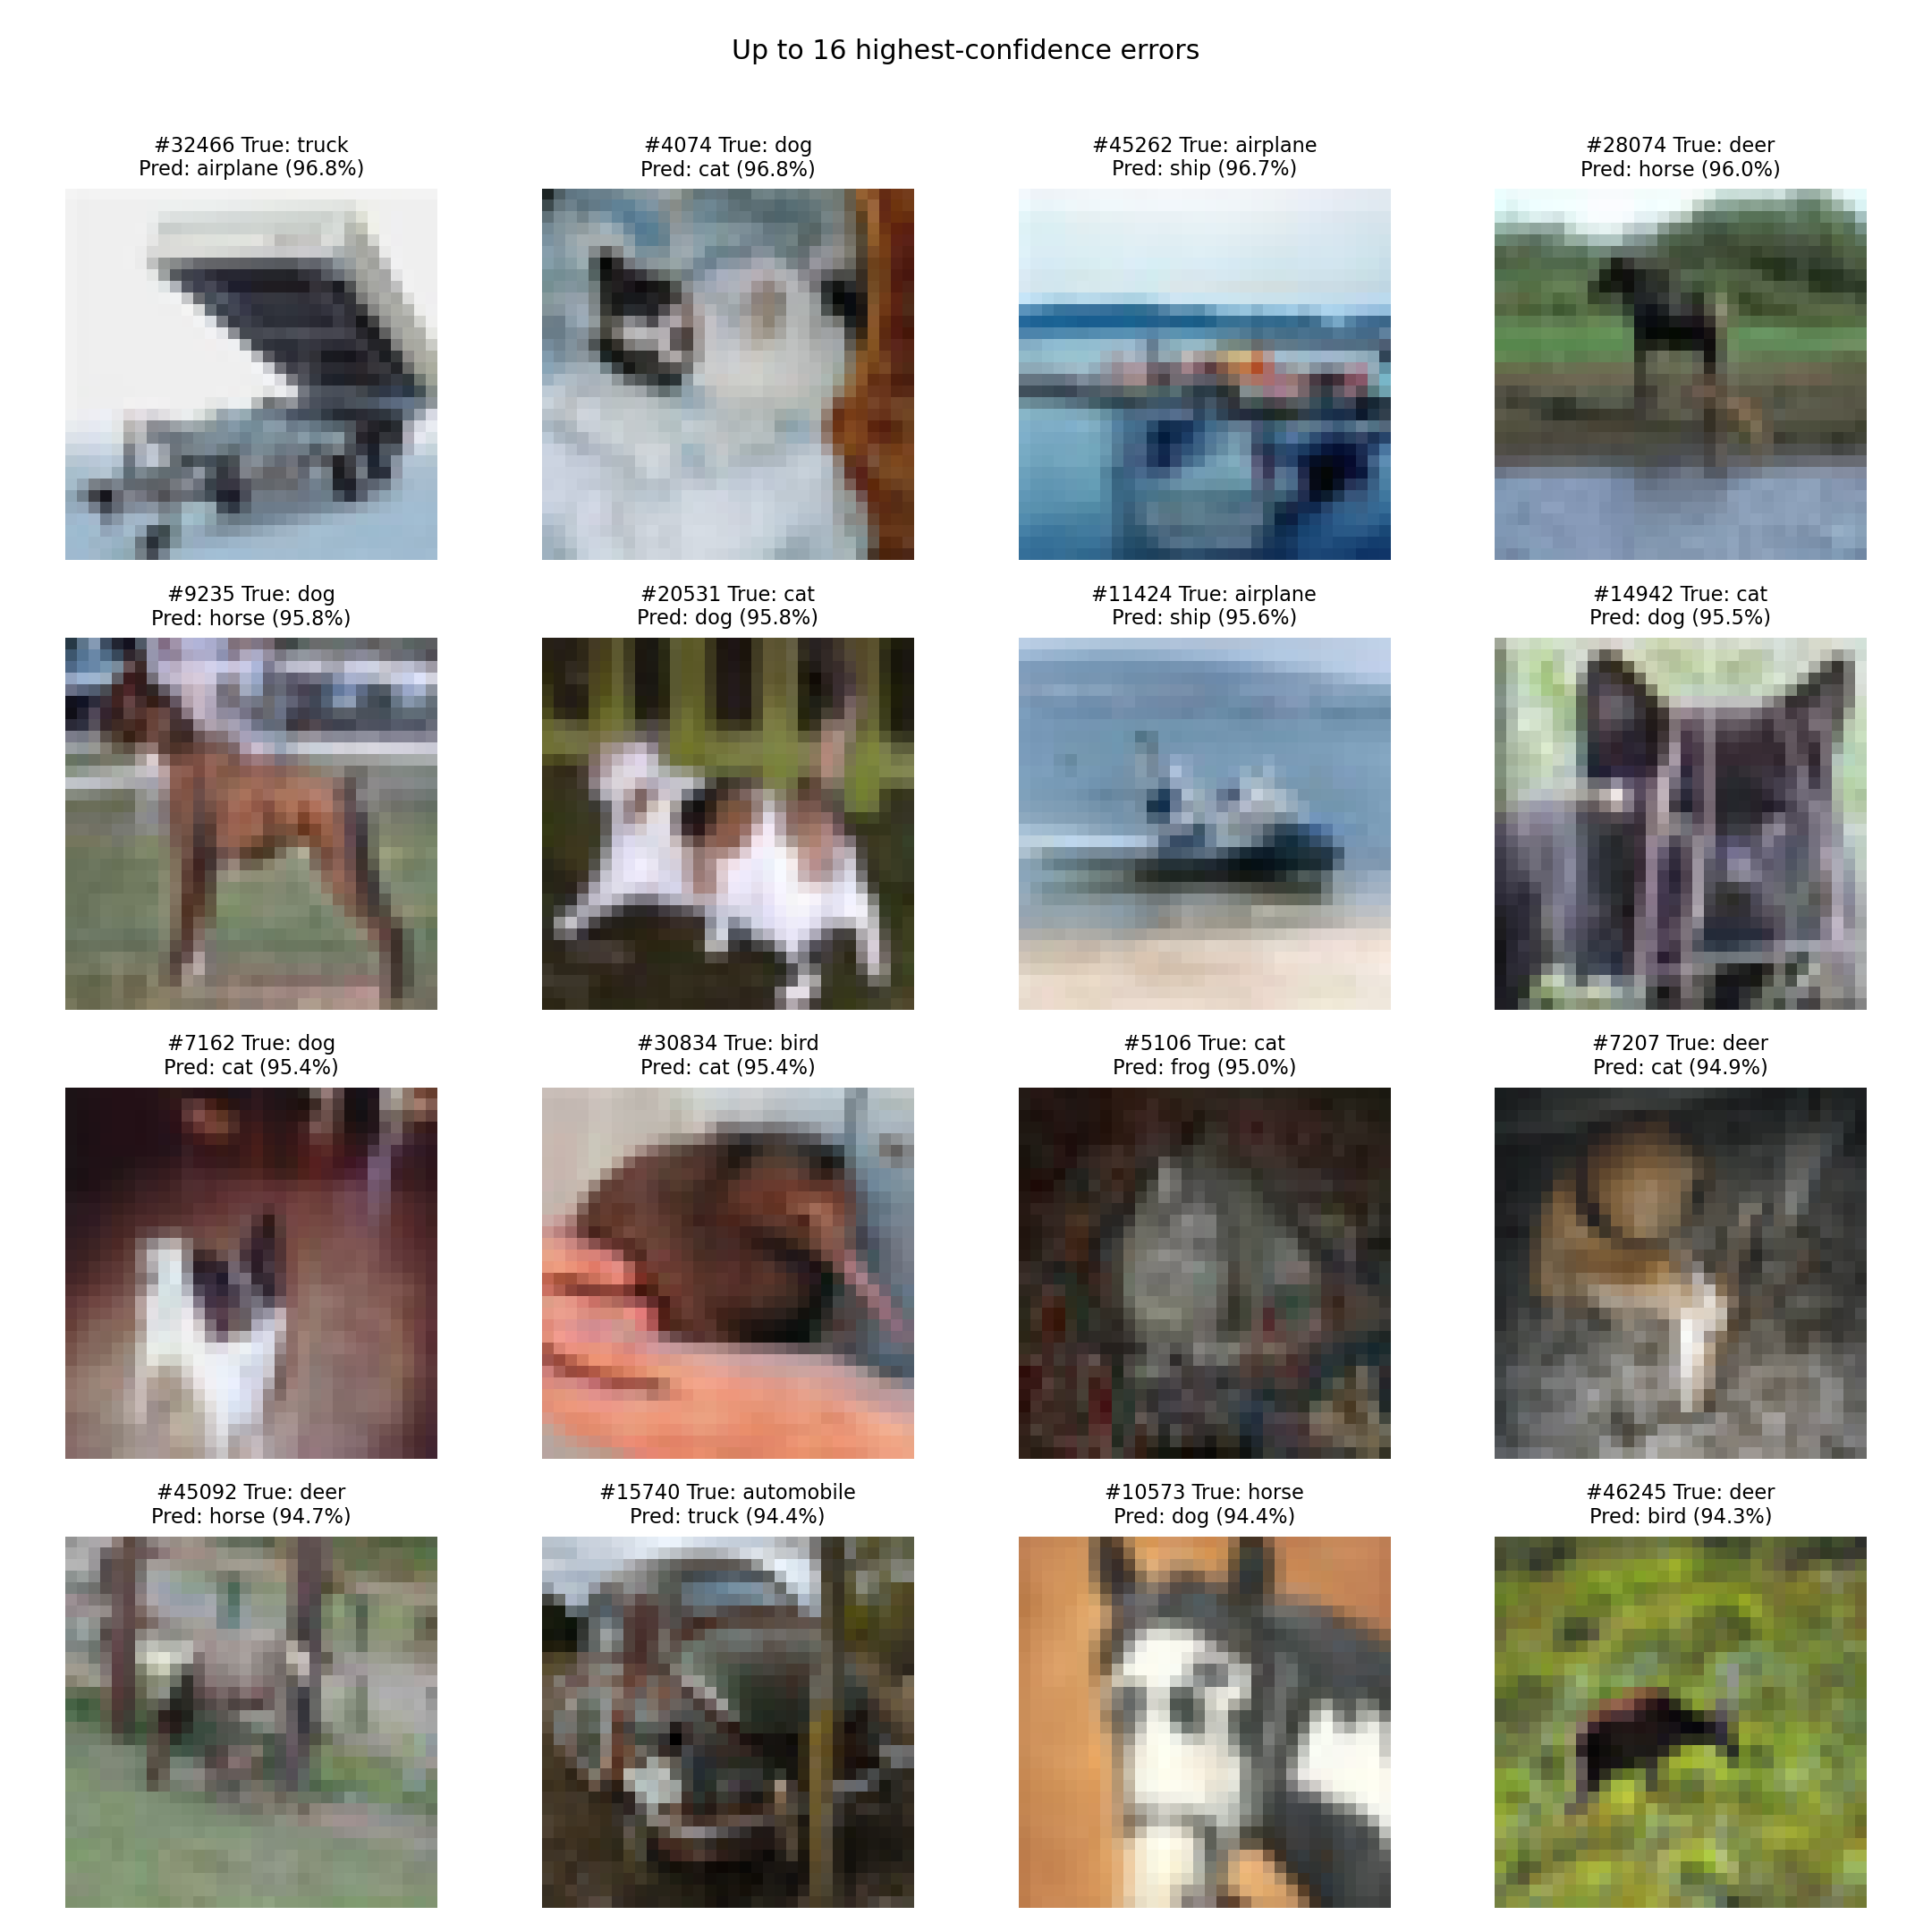 Up to 16 highest-confidence errors
#32466 True: truck
Pred: airplane (96.8%)
#4074 True: dog
Pred: cat (96.8%)
#45262 True: airplane
Pred: ship (96.7%)
#28074 True: deer
Pred: horse (96.0%)
#9235 True: dog
Pred: horse (95.8%)
#20531 True: cat
Pred: dog (95.8%)
#11424 True: airplane
Pred: ship (95.6%)
#14942 True: cat
Pred: dog (95.5%)
#7162 True: dog
Pred: cat (95.4%)
#30834 True: bird
Pred: cat (95.4%)
#5106 True: cat
Pred: frog (95.0%)
#7207 True: deer
Pred: cat (94.9%)
#45092 True: deer
Pred: horse (94.7%)
#15740 True: automobile
Pred: truck (94.4%)
#10573 True: horse
Pred: dog (94.4%)
#46245 True: deer
Pred: bird (94.3%)